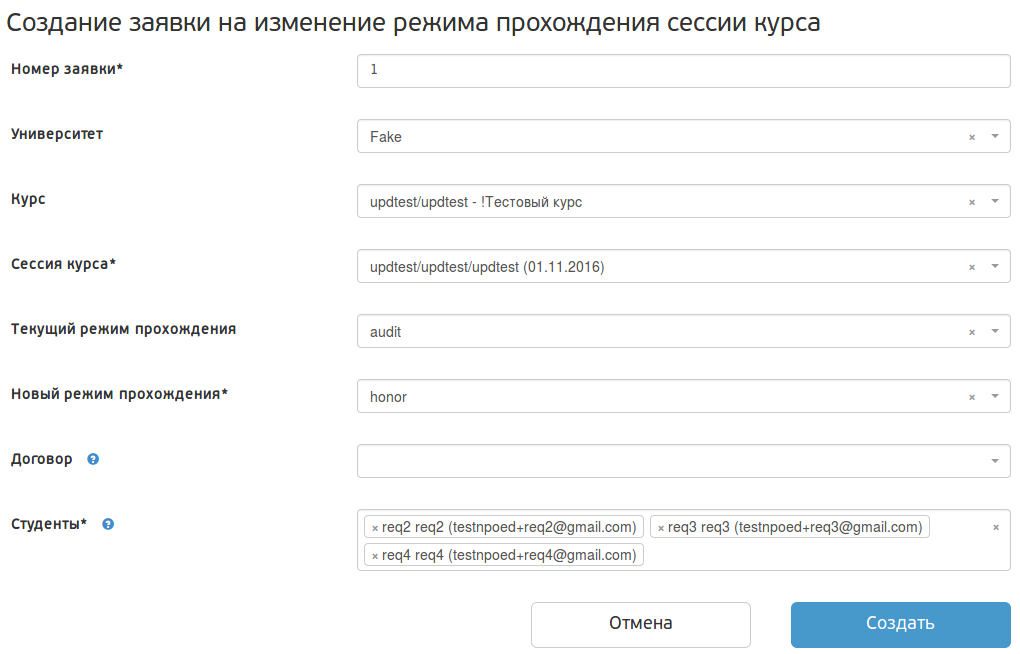 Создание заявки на изменение режима прохождения сессии курса
Номер заявки* 1
Университет Fake × 
Курс updtest/updtest - !Тестовый курс ×
Сессия курса* updtest/updtest/updtest (01.11.2016) ×
Текущий режим прохождения audit ×
Новый режим прохождения* honor ×
Договор ?
Студенты* ? × req2 req2 (testnpoed+req2@gmail.com) × req3 req3 (testnpoed+req3@gmail.com) ×
× req4 req4 (testnpoed+req4@gmail.com)
Отмена Создать